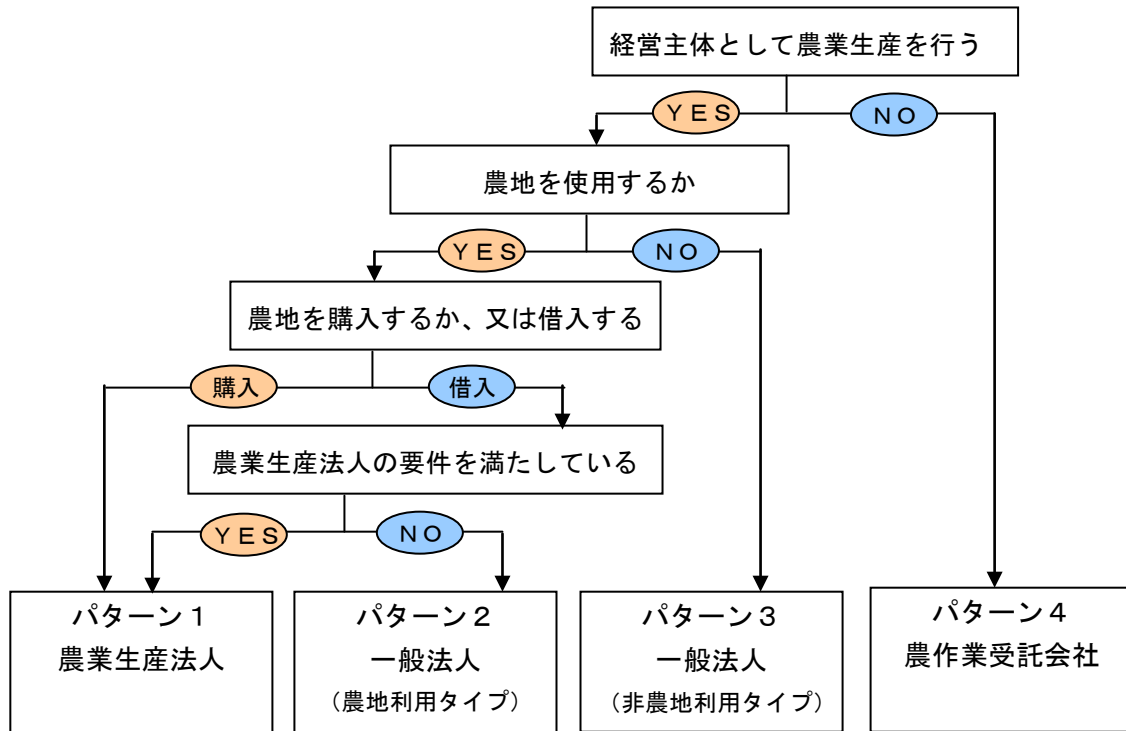 経営主体として農業生産を行う
ＹＥＳ
ＮＯ
農地を使用するか
ＹＥＳ
ＮＯ
農地を購入するか、又は借入する
購入
借入
農業生産法人の要件を満たしている
ＹＥＳ
ＮＯ
パターン１
農業生産法人
パターン２
一般法人
（農地利用タイプ）
パターン３
一般法人
（非農地利用タイプ）
パターン４
農作業受託会社